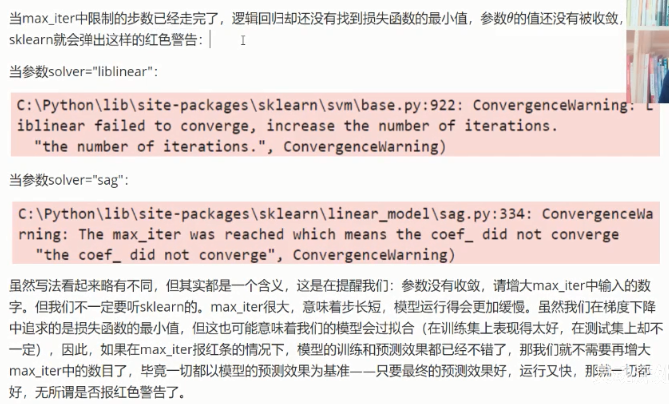 当max_iter中限制的步数已经走完了，逻辑回归却还没有找到损失函数的最小值，参数θ的值还没有被收敛，
sklearn就会弹出这样的红色警告：
当参数solver="liblinear"：
C:\Python\lib\site-packages\sklearn\svm\base.py:922: ConvergenceWarning: L
iblinear failed to converge, increase the number of iterations.
"the number of iterations.", ConvergenceWarning)
当参数solver="sag"：
C:\Python\lib\site-packages\sklearn\linear_model\sag.py:334: ConvergenceWa
rning: The max_iter was reached which means the coef_ did not converge
"the coef_ did not converge", ConvergenceWarning)
虽然写法看起来略有不同，但其实都是一个含义，这是在提醒我们：参数没有收敛，请增大max_iter中输入的数
字。但我们不一定要听sklearn的。max_iter很大，意味着步长短，模型运行得会更加缓慢。虽然我们在梯度下降
中追求的是损失函数的最小值，但这也可能意味着我们的模型会过拟合（在训练集上表现得太好，在测试集上却不
一定），因此，如果在max_iter报红条的情况下，模型的训练和预测效果都已经不错了，那我们就不需要再增大
max_iter中的数目了，毕竟一切都以模型的预测效果为基准——只要最终的预测效果好，运行又快，那就一切都
好，无所谓是否报红色警告了。